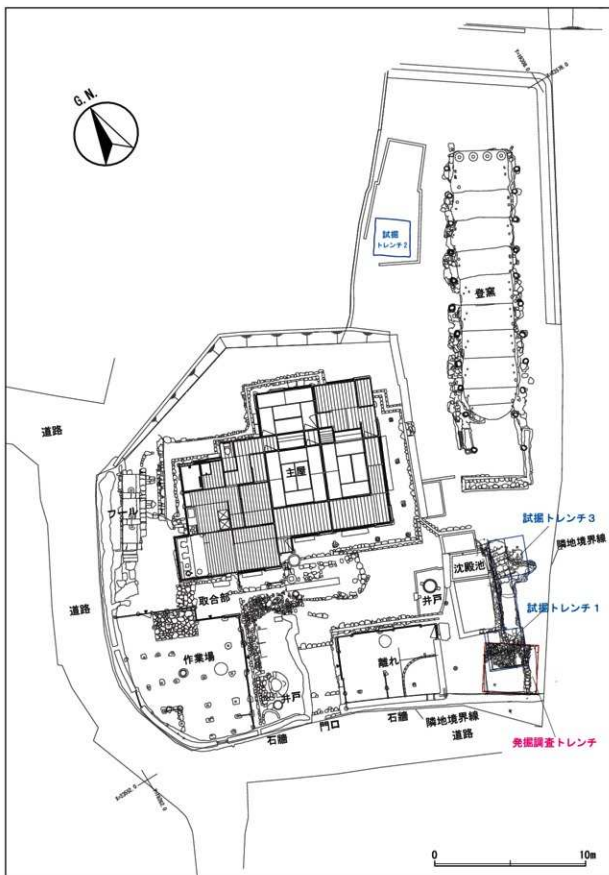 G.N.
試掘
トレンチ2
登窯
道路
主屋
フール
試掘トレンチ3
隣地境界線
沈殿池
道路
取合部
井戸
試掘トレンチ1
作業場
離れ
井戸
石牆
門口
石牆
隣地境界線
道路
発掘調査トレンチ
0
10m